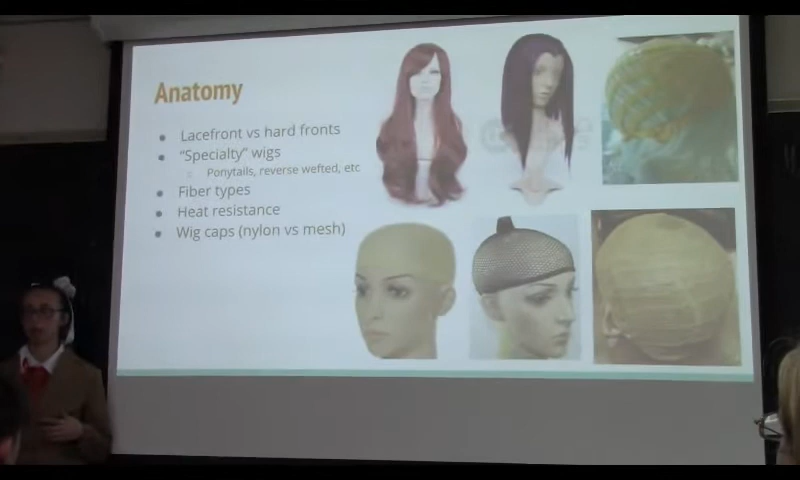 Anatomy
● Lacefront vs hard fronts
● “Specialty” wigs
○ Ponytails, reverse wefted, etc
● Fiber types
● Heat resistance
● Wig caps (nylon vs mesh)